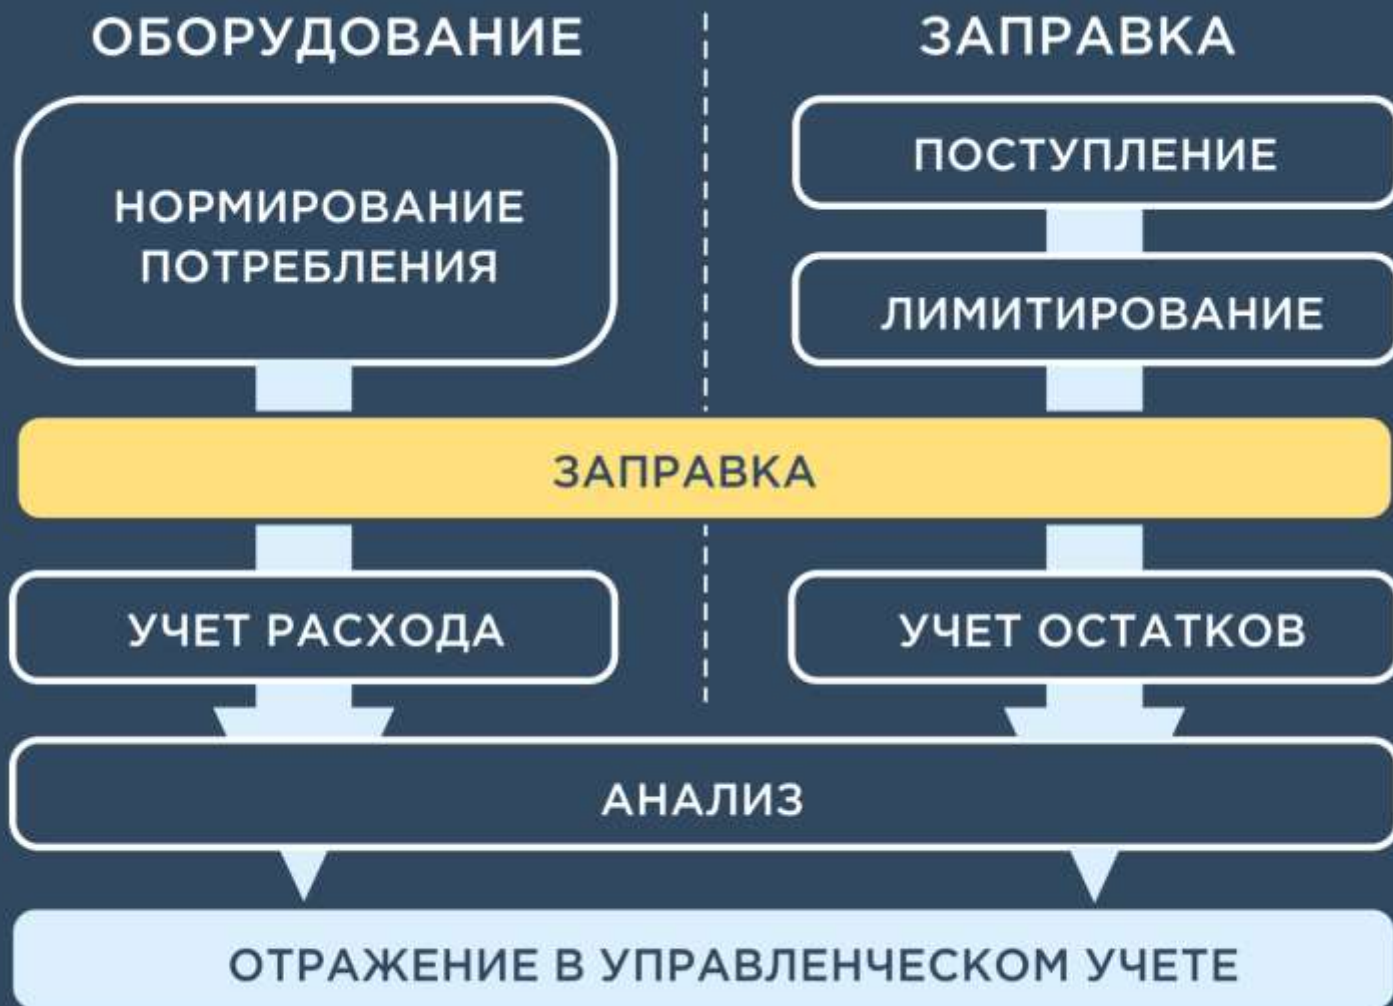 ОБОРУДОВАНИЕ
ЗАПРАВКА
НОРМИРОВАНИЕ
ПОТРЕБЛЕНИЯ
ПОСТУПЛЕНИЕ
ЛИМИТИРОВАНИЕ
ЗАПРАВКА
УЧЕТ РАСХОДА
УЧЕТ ОСТАТКОВ
АНАЛИЗ
ОТРАЖЕНИЕ В УПРАВЛЕНЧЕСКОМ УЧЕТЕ